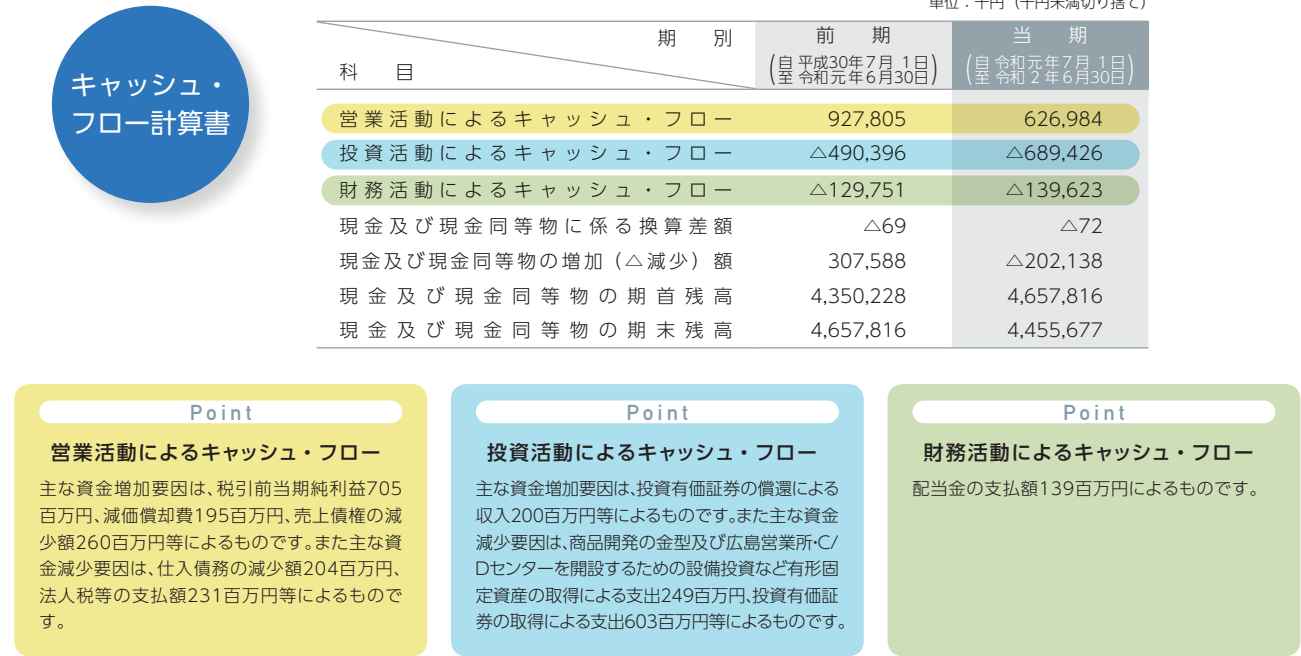 キャッシュ・
フロー計算書
単位：千円（千円未満切り捨て）
期 別
科 目
前 期
(自 平成30年7月 1日
至 令和元年6月30日)
当 期
(自 令和元年7月 1日
至 令和 2 年6月30日)
営業活動によるキャッシュ・フロー 927,805 626,984
投資活動によるキャッシュ・フロー △490,396 △689,426
財務活動によるキャッシュ・フロー △129,751 △139,623
現金及び現金同等物に係る換算差額 △69 △72
現金及び現金同等物の増加（△減少）額 307,588 △202,138
現金及び現金同等物の期首残高 4,350,228 4,657,816
現金及び現金同等物の期末残高 4,657,816 4,455,677
Point
営業活動によるキャッシュ・フロー
主な資金増加要因は、税引前当期純利益705
百万円、減価償却費195百万円、売上債権の減
少額260百万円等によるものです。また主な資
金減少要因は、仕入債務の減少額204百万円、
法人税等の支払額231百万円等によるもので
す。
Point
投資活動によるキャッシュ・フロー
主な資金増加要因は、投資有価証券の償還による
収入200百万円等によるものです。また主な資金
減少要因は、商品開発の金型及び広島営業所・C/
Dセンターを開設するための設備投資など有形固
定資産の取得による支出249百万円、投資有価証
券の取得による支出603百万円等によるものです。
Point
財務活動によるキャッシュ・フロー
配当金の支払額139百万円によるものです。